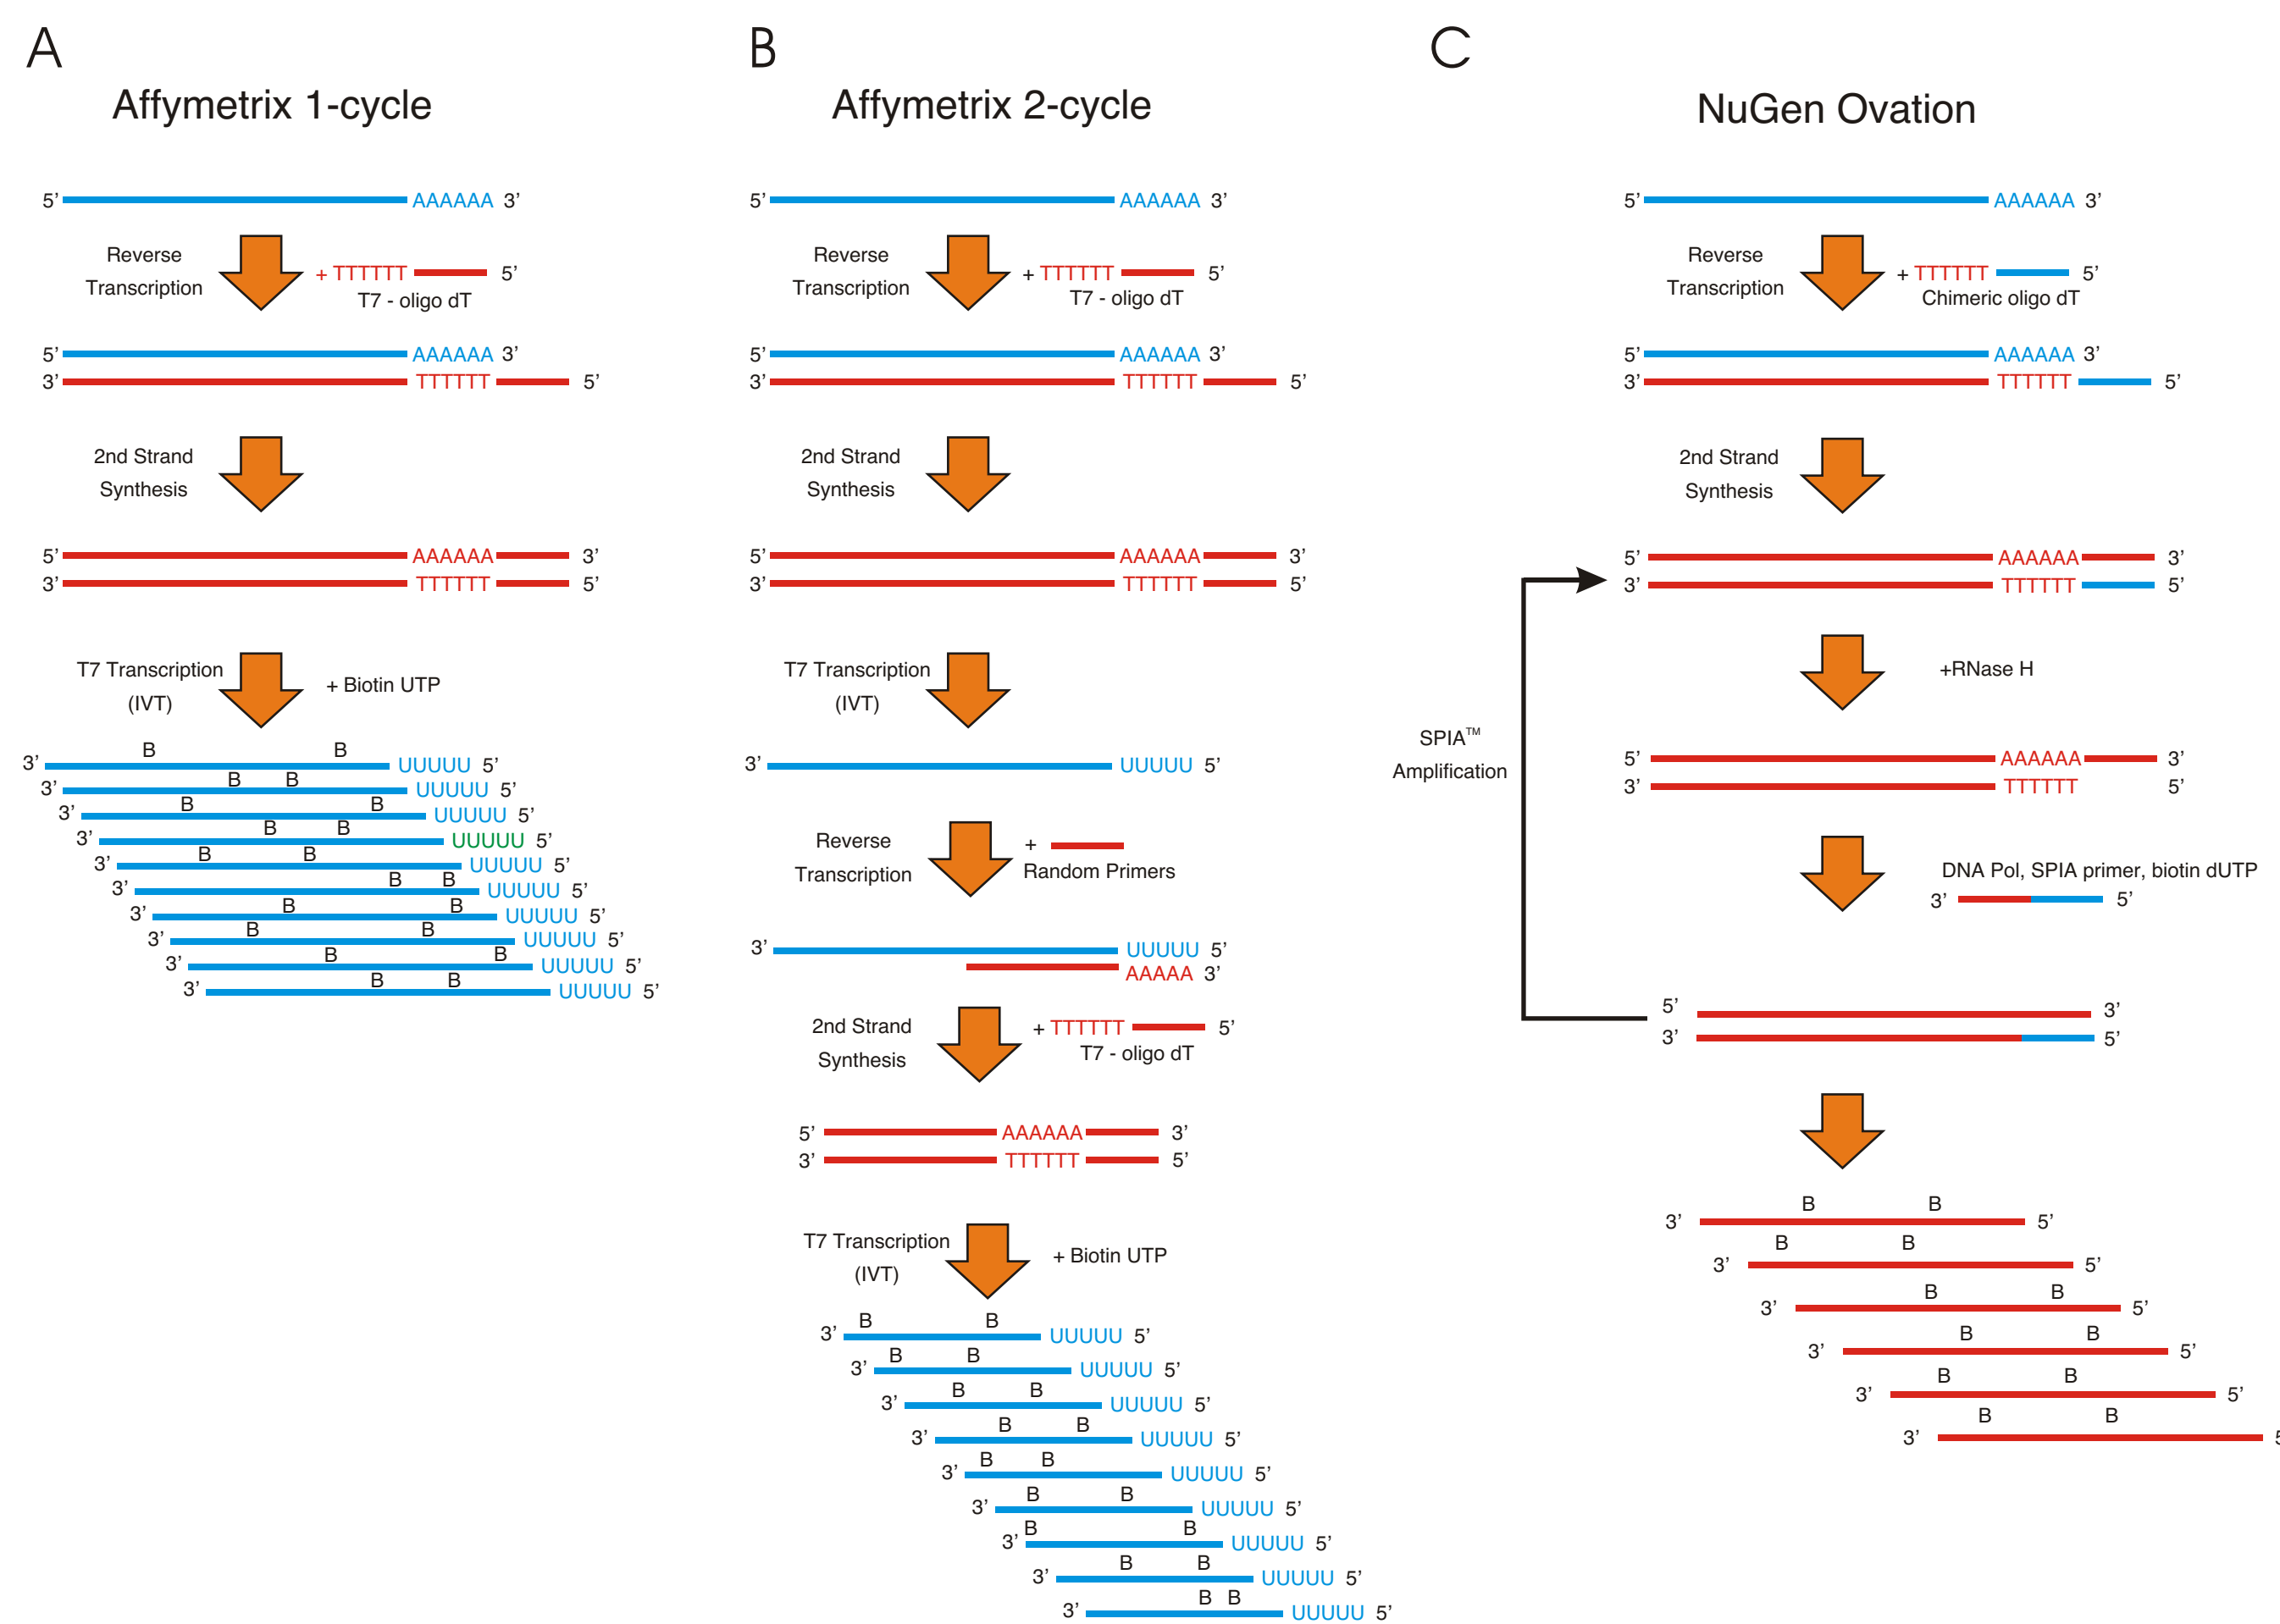 A
Affymetrix 1-cycle
5’ AAAAAA 3’
Reverse
Transcription
+ TTTTTT 5’
T7 - oligo dT
5’ AAAAAA 3’
3’ TTTTTT 5’
2nd Strand
Synthesis
5’ AAAAAA 3’
3’ TTTTTT 5’
T7 Transcription
(IVT)
+ Biotin UTP
B B
3’ UUUUU 5’
B B
3’ UUUUU 5’
B B
3’ UUUUU 5’
B B
3’ UUUUU 5’
B B
3’ UUUUU 5’
B B
3’ UUUUU 5’
B B
3’ UUUUU 5’
B B
3’ UUUUU 5’
B B
3’ UUUUU 5’
B B
3’ UUUUU 5’
B
Affymetrix 2-cycle
5’ AAAAAA 3’
Reverse
Transcription
+ TTTTTT 5’
T7 - oligo dT
5’ AAAAAA 3’
3’ TTTTTT 5’
2nd Strand
Synthesis
5’ AAAAAA 3’
3’ TTTTTT 5’
T7 Transcription
(IVT)
3’ UUUUU 5’
Reverse
Transcription
+
Random Primers
3’ UUUUU 5’
AAAAA 3’
2nd Strand
Synthesis
+ TTTTTT 5’
T7 - oligo dT
5’ AAAAAA 3’
3’ TTTTTT 5’
T7 Transcription
(IVT)
+ Biotin UTP
B B
3’ UUUUU 5’
B B
3’ UUUUU 5’
B B
3’ UUUUU 5’
B B
3’ UUUUU 5’
B B
3’ UUUUU 5’
B B
3’ UUUUU 5’
B B
3’ UUUUU 5’
B B
3’ UUUUU 5’
B B
3’ UUUUU 5’
C
NuGen Ovation
5’ AAAAAA 3’
Reverse
Transcription
+ TTTTTT 5’
Chimeric oligo dT
5’ AAAAAA 3’
3’ TTTTTT 5’
2nd Strand
Synthesis
5’ AAAAAA 3’
3’ TTTTTT 5’
+RNase H
SPIA™
Amplification
5’ AAAAAA 3’
3’ TTTTTT 5’
DNA Pol, SPIA primer, biotin dUTP
3’ 5’
5’ 3’
3’ 5’
B B
3’ 5’
B B
3’ 5’
B B
3’ 5’
B B
3’ 5’
B B
3’ 5’
B B
3’